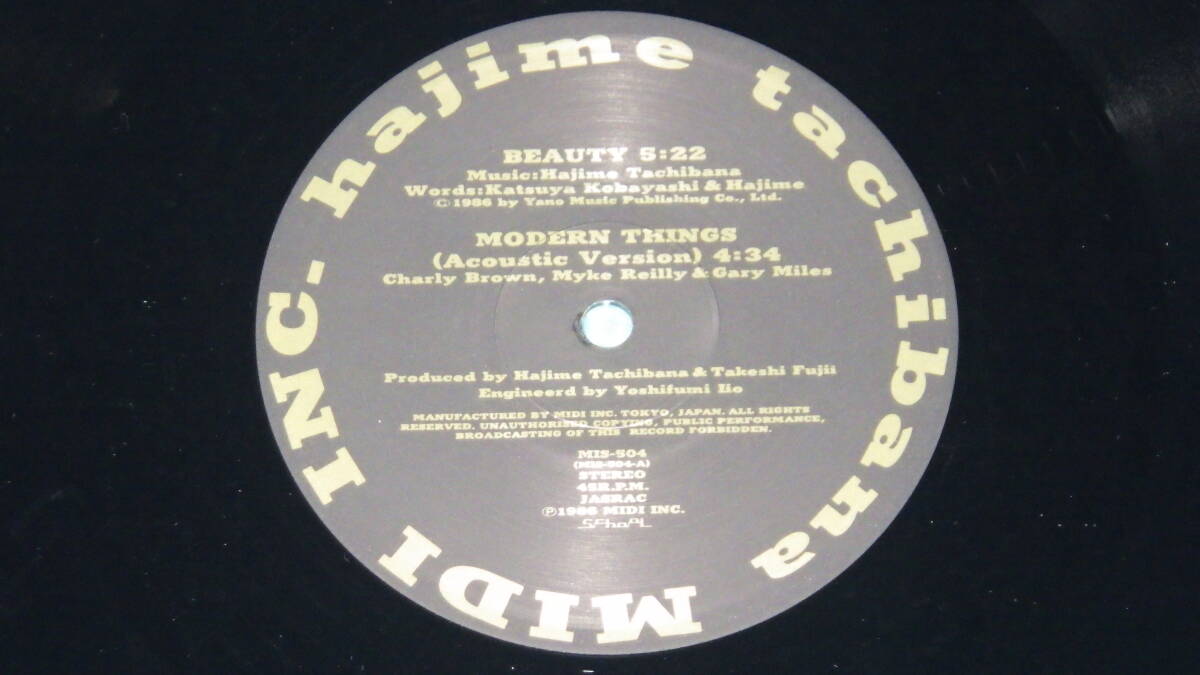 hajime tachibana MIDI INC-
BEAUTY 5:22
Music:Hajime Tachibana
Words:Katsuya Kobayashi & Hajime
© 1986 by Yano Music Publishing Co., Ltd.
MODERN THINGS
(Acoustic Version) 4:34
Charly Brown, Myke Reilly & Gary Miles
Produced by Hajime Tachibana & Takeshi Fujii
Engineerd by Yoshifumi Iio
MANUFACTURED BY MIDI INC. TOKYO, JAPAN. ALL RIGHTS
RESERVED. UNAUTHORISED COPYING, PUBLIC PERFORMANCE,
BROADCASTING OF THIS RECORD FORBIDDEN.
MIS-504
(MIS-504-A)
STEREO
45R.P.M.
JASRAC
℗1986 MIDI INC.
SChooL